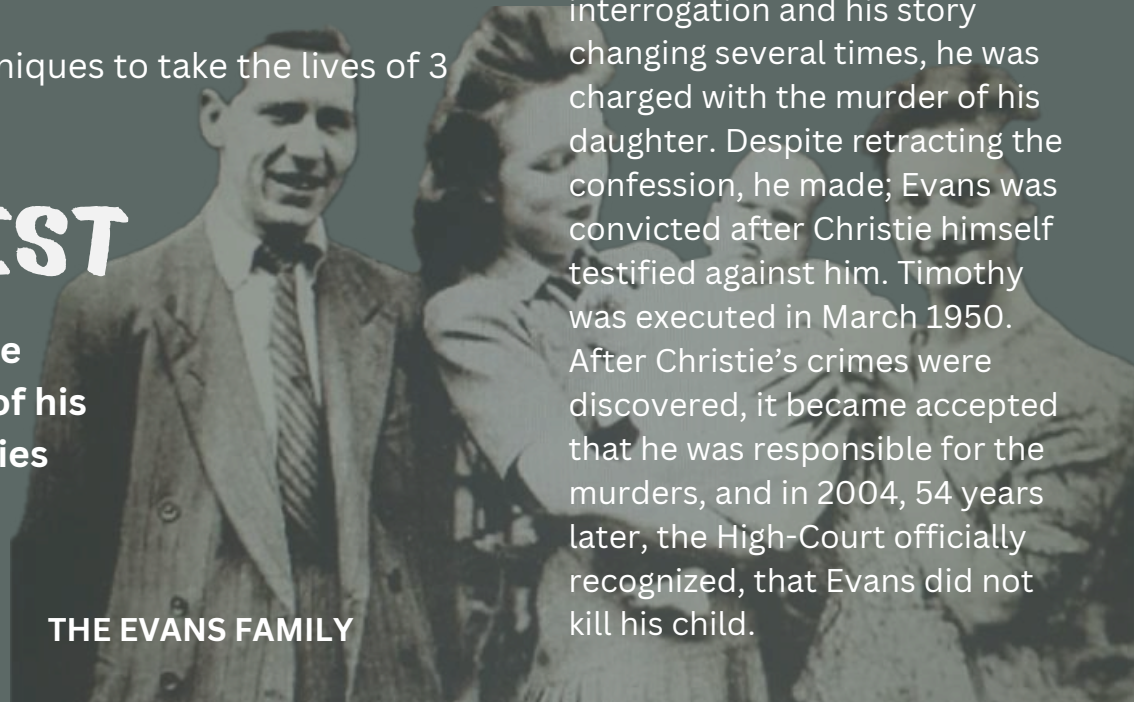 niques to take the lives of 3
EST
e
of his
ies
THE EVANS FAMILY
interrogation and his story
changing several times, he was
charged with the murder of his
daughter. Despite retracting the
confession, he made; Evans was
convicted after Christie himself
testified against him. Timothy
was executed in March 1950.
After Christie’s crimes were
discovered, it became accepted
that he was responsible for the
murders, and in 2004, 54 years
later, the High-Court officially
recognized, that Evans did not
kill his child.